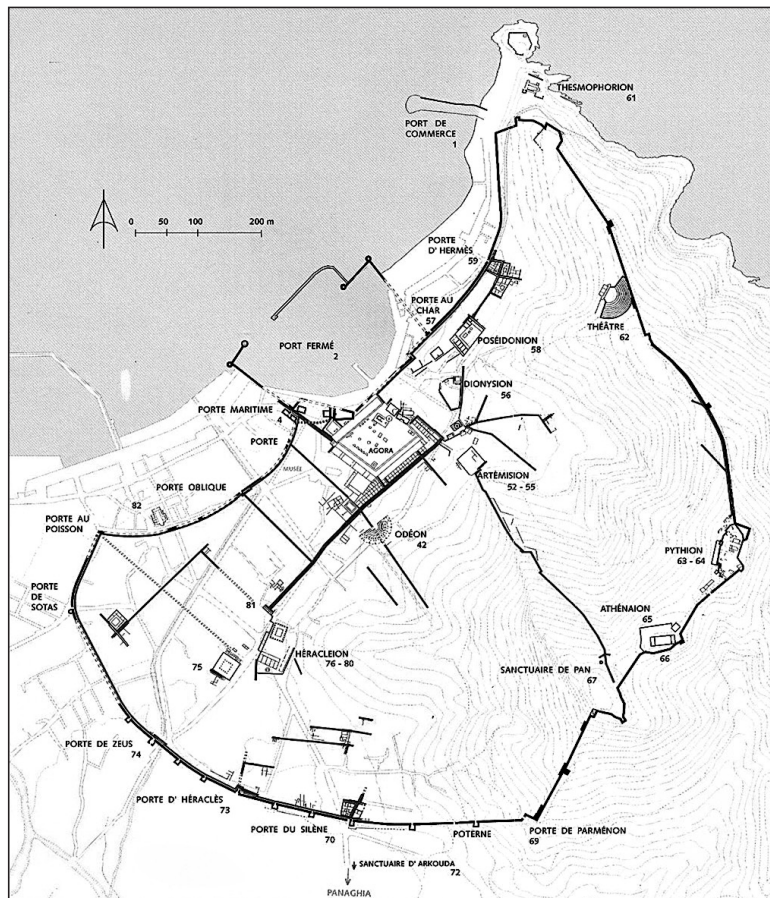 THESMOPHORION
61
PORT DE
COMMERCE
1
0 50 100 200 m
PORTE
D' HERMÈS
59
PORTE AU
CHAR
57
THÉÂTRE
62
PORT FERMÉ
2
POSÉIDONION
58
DIONYSION
56
PORTE MARITIME
4
PORTE
AGORA
MUSÉE
ARTÉMISION
52 - 55
PORTE OBLIQUE
82
PORTE AU
POISSON
ODÉON
42
PYTHION
63 - 64
PORTE
DE
SOTAS
ATHÉNAION
65
81
66
HÉRACLEION
76 - 80
75
SANCTUAIRE DE PAN
67
PORTE DE ZEUS
74
PORTE D' HÉRACLÈS
73
PORTE DU SILÈNE
70
POTERNE
PORTE DE PARMÉNON
69
SANCTUAIRE D' ARKOUDA
72
PANAGHIA